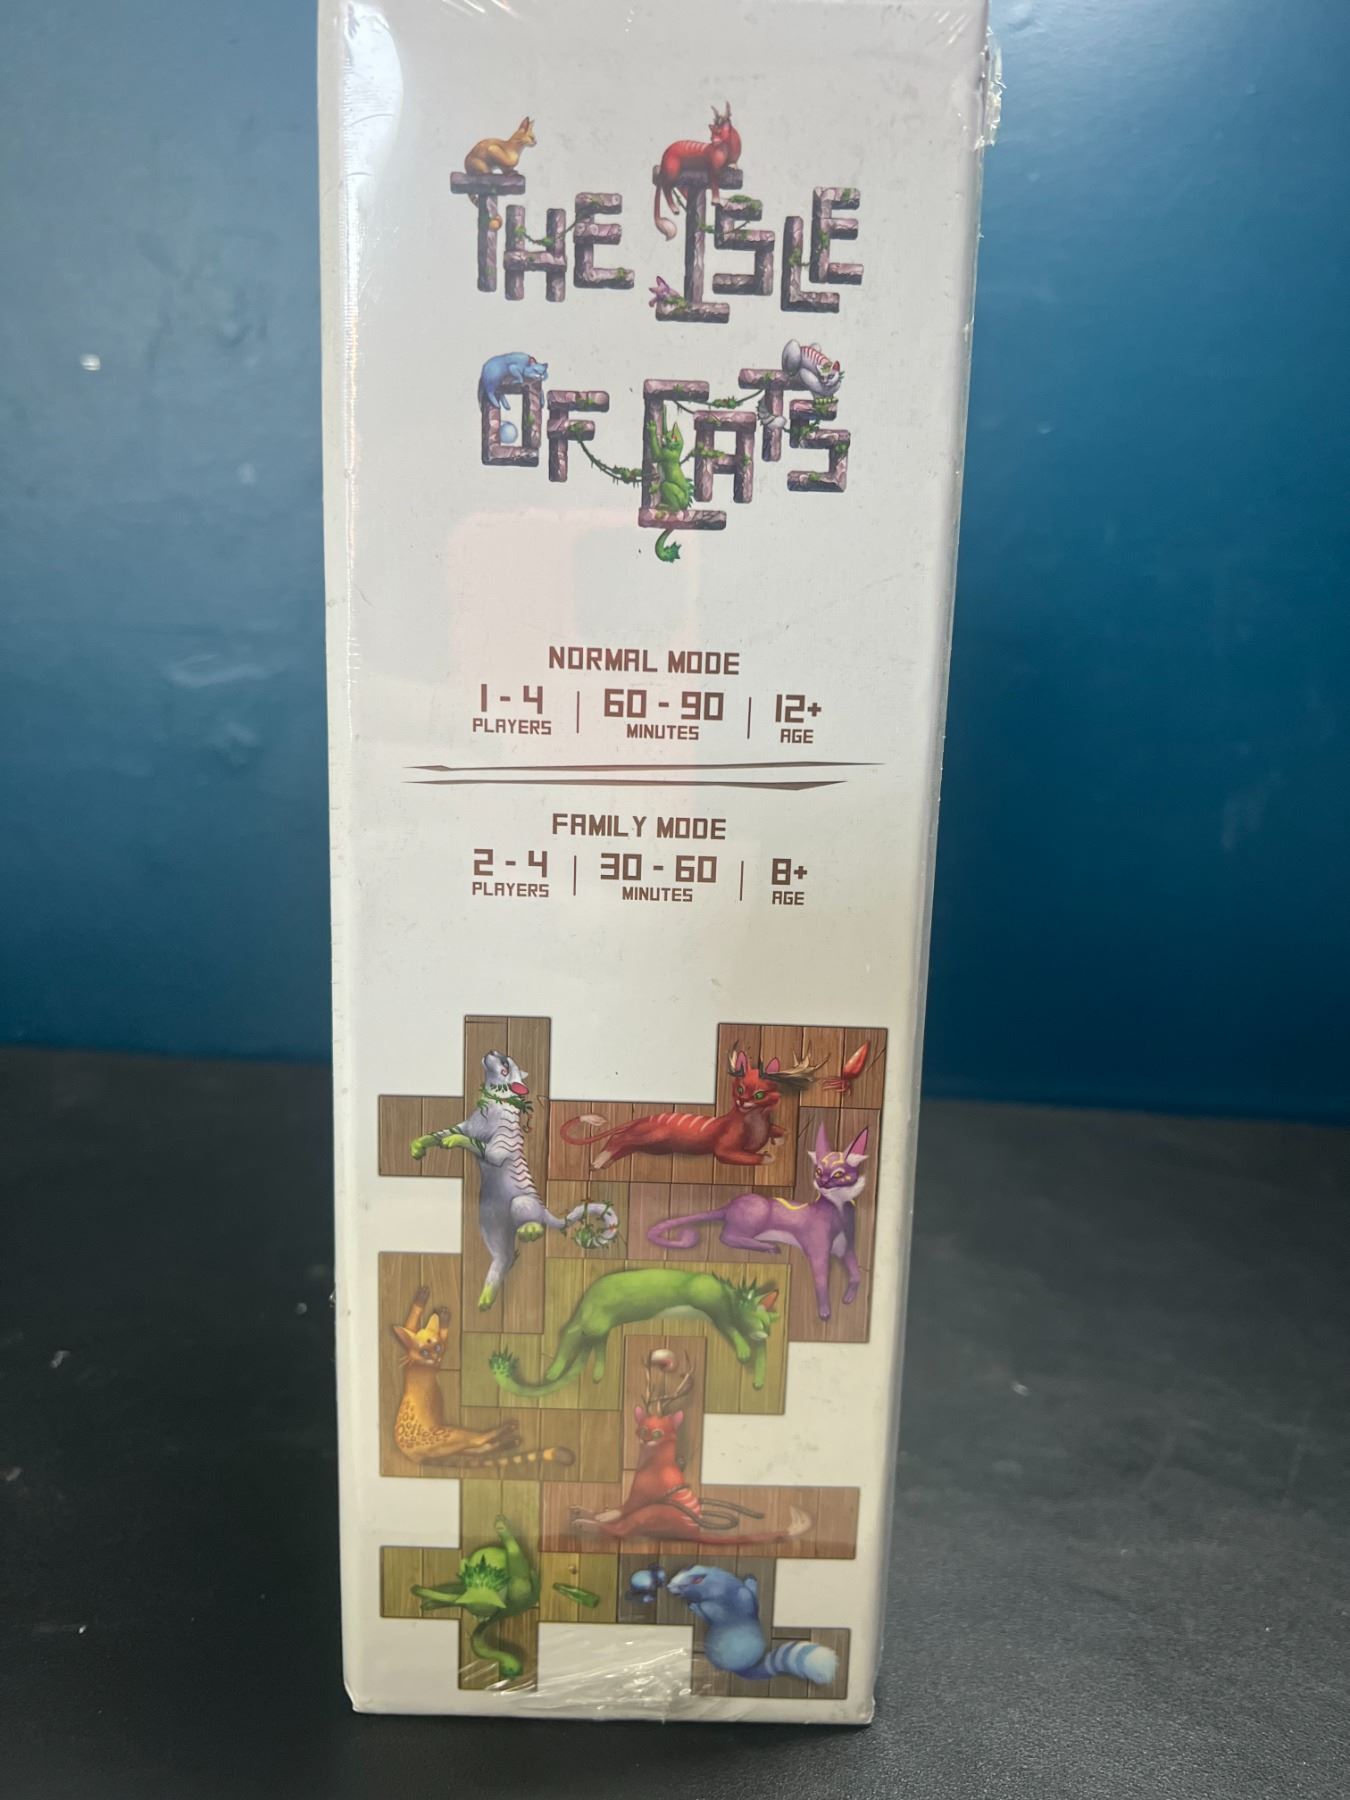 THE ISLE
OF CATS
NORMAL MODE
1 - 4 | 60 - 90 | 12+
PLAYERS MINUTES AGE
FAMILY MODE
2 - 4 | 30 - 60 | 8+
PLAYERS MINUTES AGE